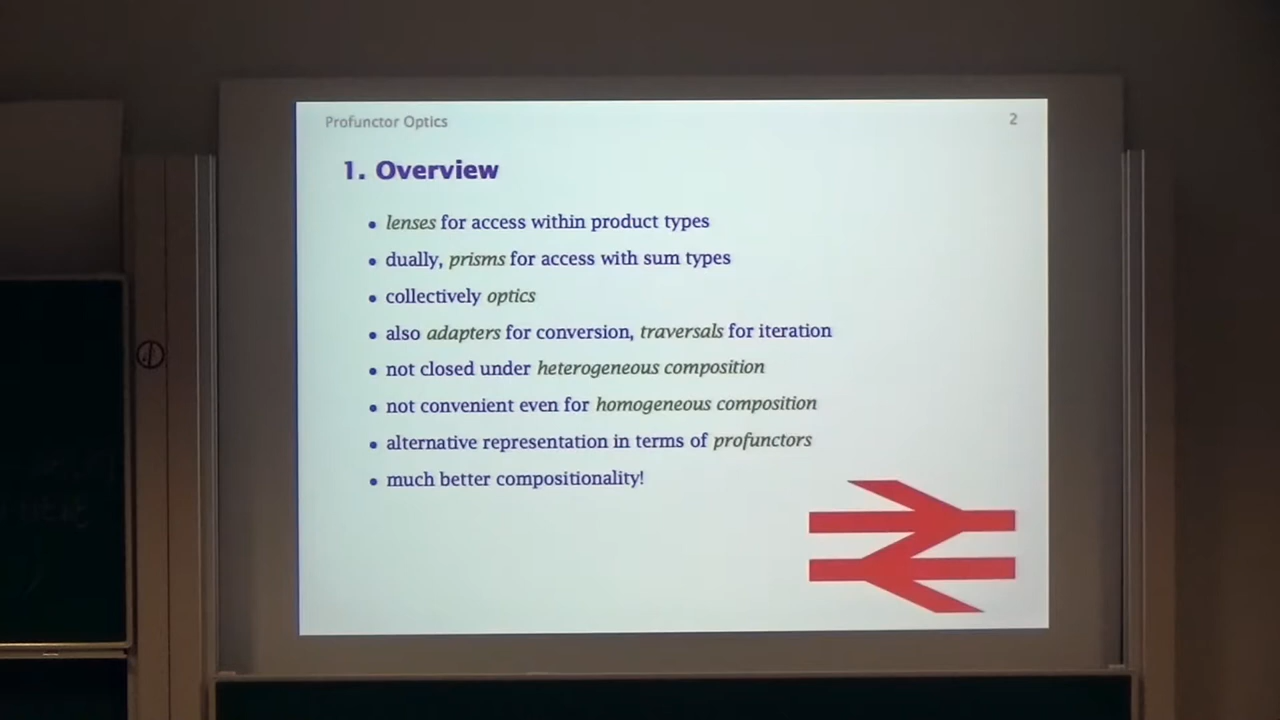 Profunctor Optics
2
1. Overview
• lenses for access within product types
• dually, prisms for access with sum types
• collectively optics
• also adapters for conversion, traversals for iteration
• not closed under heterogeneous composition
• not convenient even for homogeneous composition
• alternative representation in terms of profunctors
• much better compositionality!